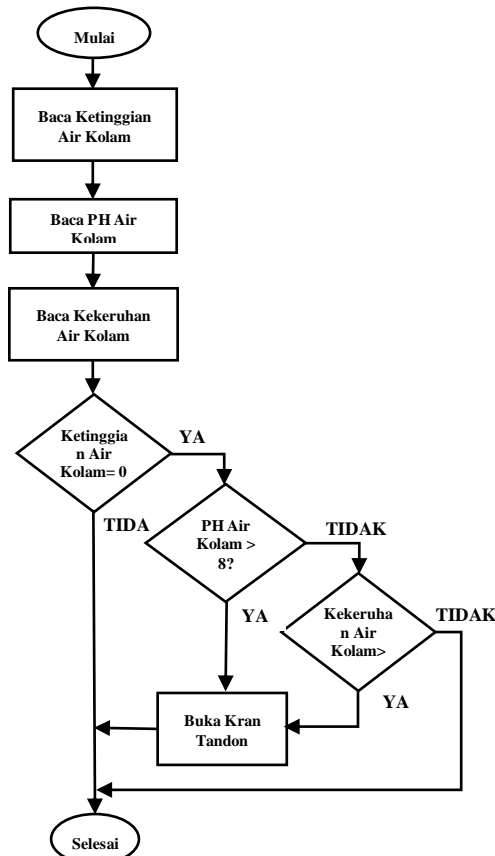 Mulai
Baca Ketinggian
Air Kolam
Baca PH Air
Kolam
Baca Kekeruhan
Air Kolam
Ketinggia
n Air
Kolam= 0
YA
TIDA
PH Air
Kolam >
8?
TIDAK
YA
Kekeruha
n Air
Kolam>
TIDAK
YA
Buka Kran
Tandon
Selesai